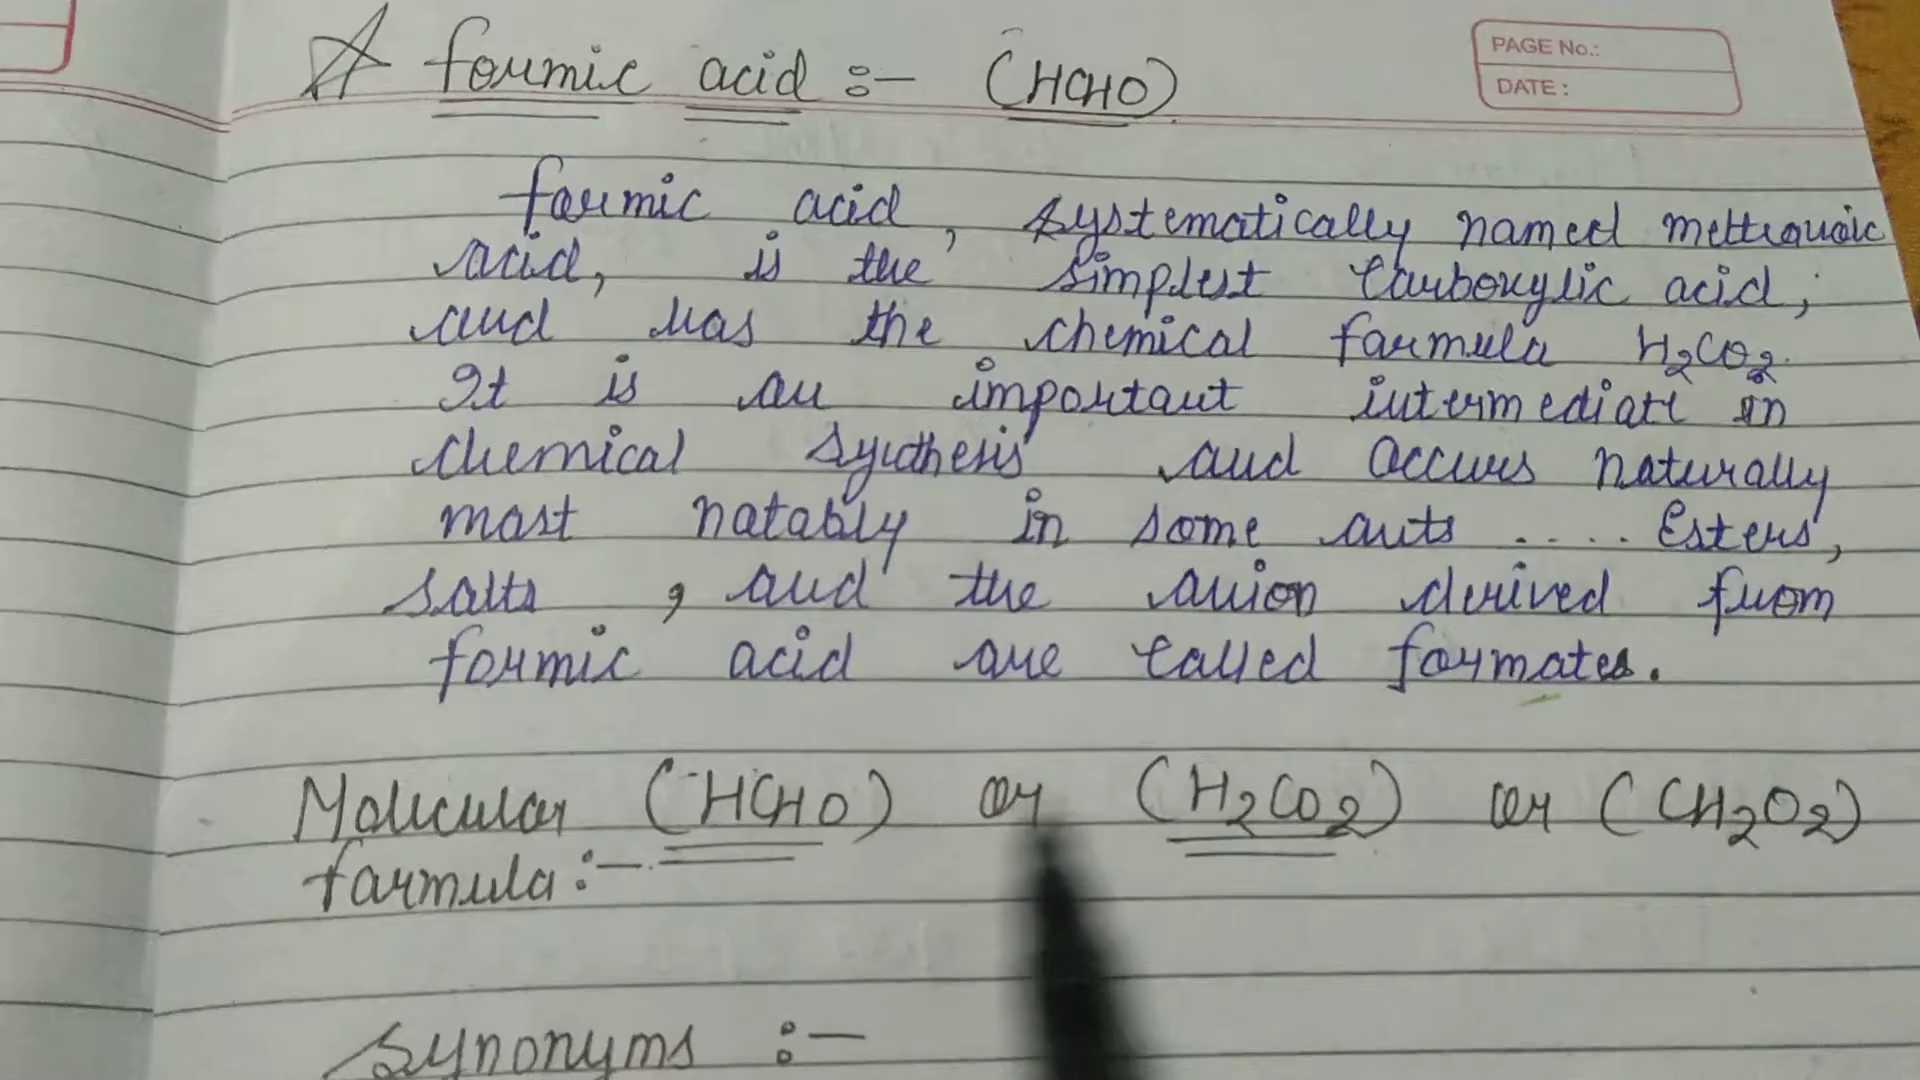 formic acid :- (HCHO)
PAGE No.:
DATE :
formic acid, systematically named methanoic
acid, is the simplest carboxylic acid,
and has the chemical formula H₂CO₂.
It is an important intermediate in
chemical synthesis and occurs naturally
most notably in some ants .... Esters,
salts, and the anion derived from
formic acid are called formates.
Molecular (HCHO) or (H₂CO₂) or (CH₂O₂)
formula :-
Synonyms :-